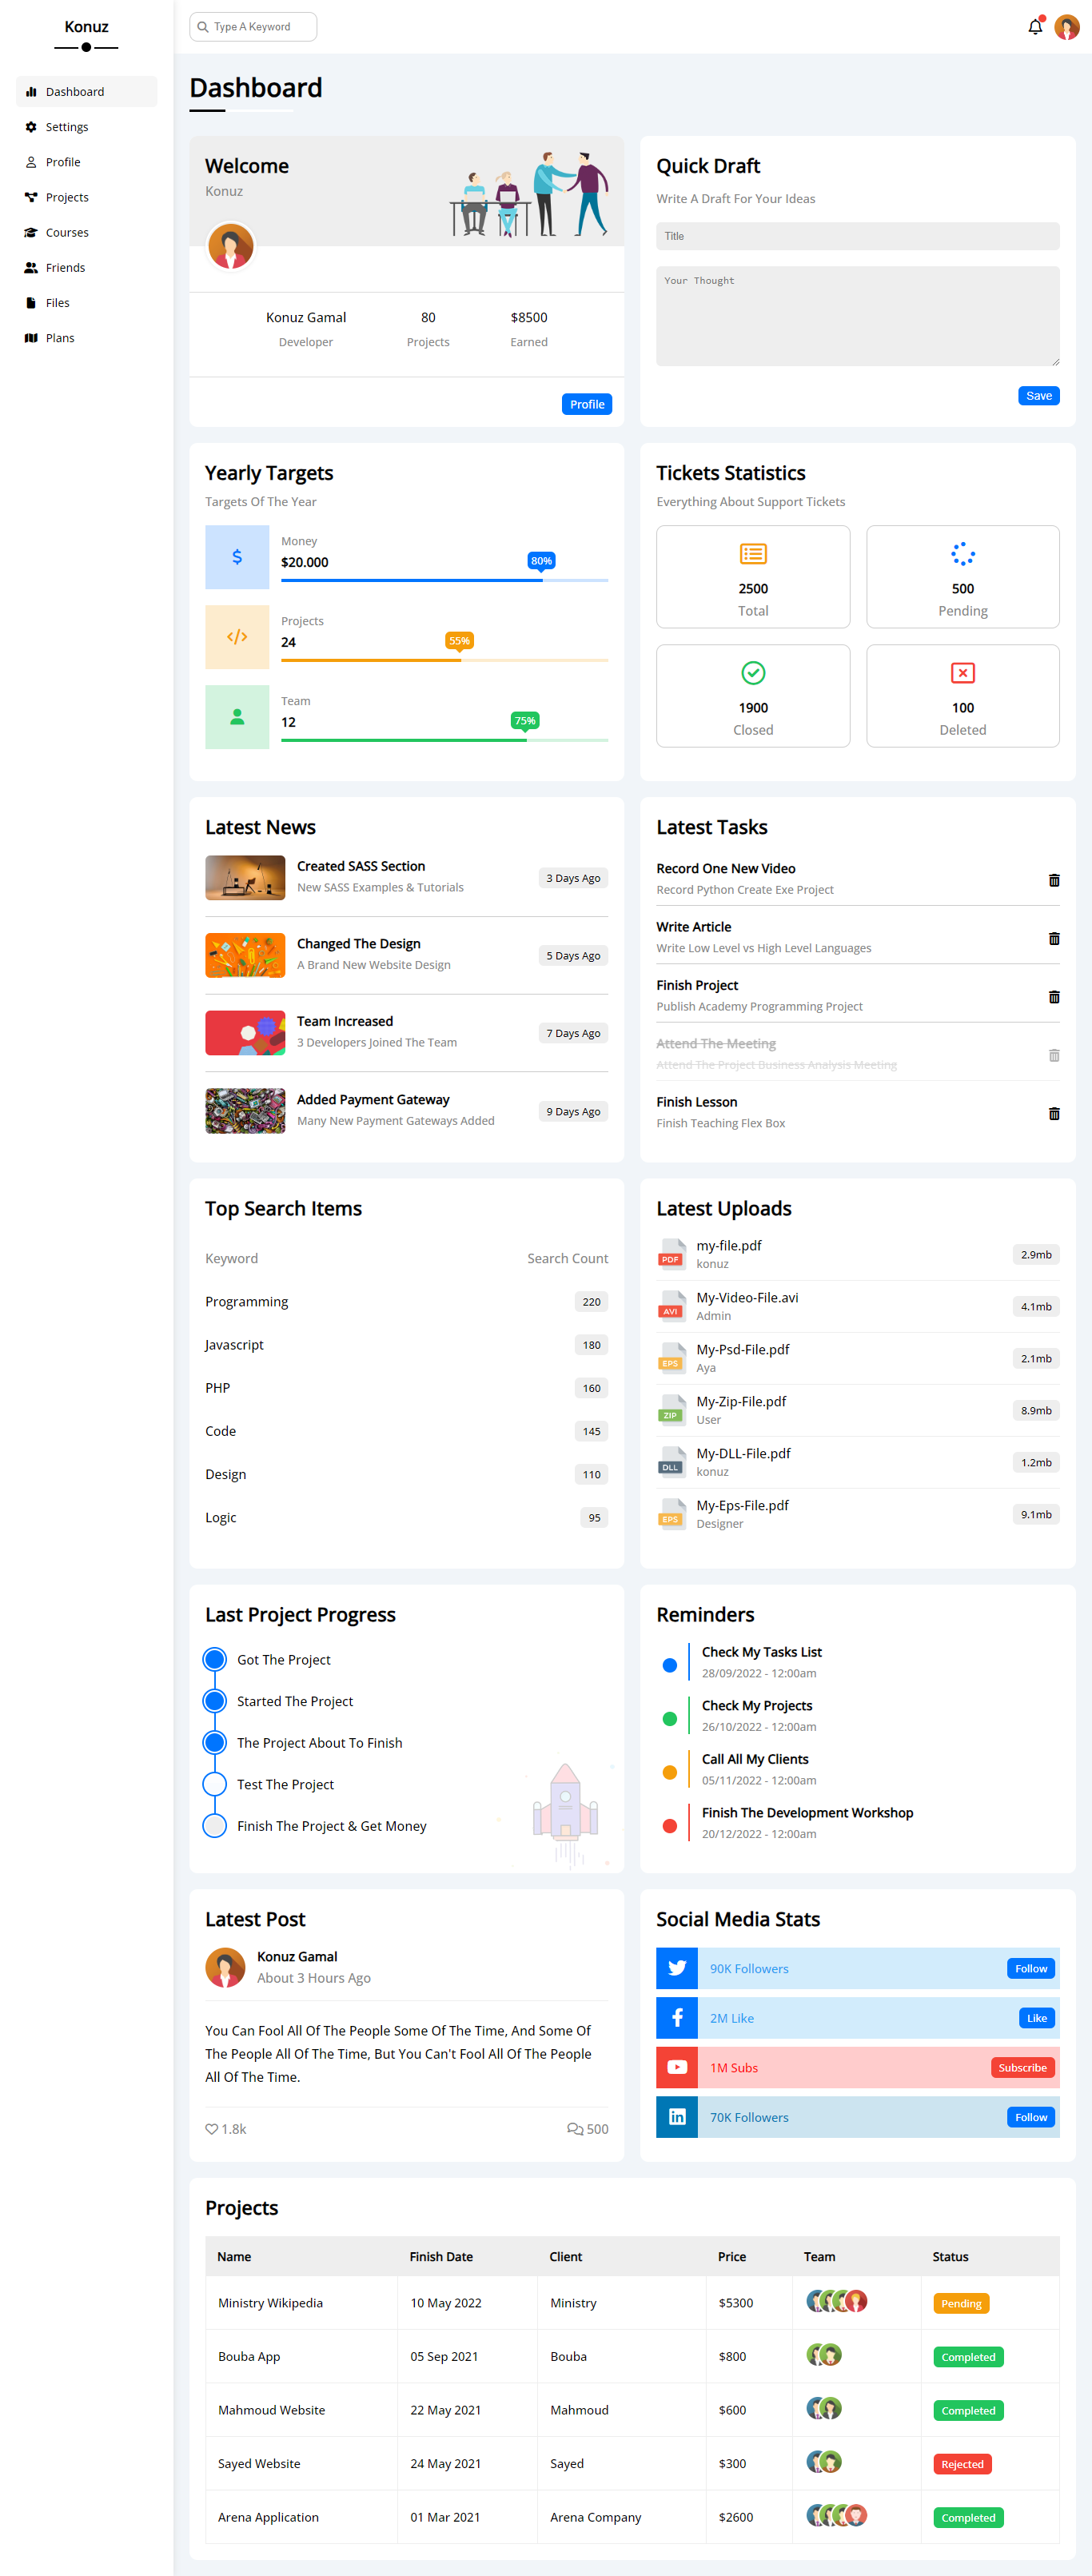 Konuz
Type A Keyword
Dashboard
Settings
Profile
Projects
Courses
Friends
Files
Plans
Dashboard
Welcome
Konuz
Konuz Gamal
Developer
80
Projects
$8500
Earned
Profile
Quick Draft
Write A Draft For Your Ideas
Title
Your Thought
Save
Yearly Targets
Targets Of The Year
Money
$20.000
80%
Projects
24
55%
Team
12
75%
Tickets Statistics
Everything About Support Tickets
2500
Total
500
Pending
1900
Closed
100
Deleted
Latest News
Created SASS Section
New SASS Examples & Tutorials
3 Days Ago
Changed The Design
A Brand New Website Design
5 Days Ago
Team Increased
3 Developers Joined The Team
7 Days Ago
Added Payment Gateway
Many New Payment Gateways Added
9 Days Ago
Latest Tasks
Record One New Video
Record Python Create Exe Project
Write Article
Write Low Level vs High Level Languages
Finish Project
Publish Academy Programming Project
Attend The Meeting
Attend The Project Business Analysis Meeting
Finish Lesson
Finish Teaching Flex Box
Top Search Items
Keyword Search Count
Programming 220
Javascript 180
PHP 160
Code 145
Design 110
Logic 95
Latest Uploads
PDF
my-file.pdf
konuz
2.9mb
AVI
My-Video-File.avi
Admin
4.1mb
EPS
My-Psd-File.pdf
Aya
2.1mb
ZIP
My-Zip-File.pdf
User
8.9mb
DLL
My-DLL-File.pdf
konuz
1.2mb
EPS
My-Eps-File.pdf
Designer
9.1mb
Last Project Progress
Got The Project
Started The Project
The Project About To Finish
Test The Project
Finish The Project & Get Money
Reminders
Check My Tasks List
28/09/2022 - 12:00am
Check My Projects
26/10/2022 - 12:00am
Call All My Clients
05/11/2022 - 12:00am
Finish The Development Workshop
20/12/2022 - 12:00am
Latest Post
Konuz Gamal
About 3 Hours Ago
You Can Fool All Of The People Some Of The Time, And Some Of
The People All Of The Time, But You Can't Fool All Of The People
All Of The Time.
1.8k 500
Social Media Stats
90K Followers Follow
2M Like Like
1M Subs Subscribe
70K Followers Follow
Projects
Name Finish Date Client Price Team Status
Ministry Wikipedia 10 May 2022 Ministry $5300 Pending
Bouba App 05 Sep 2021 Bouba $800 Completed
Mahmoud Website 22 May 2021 Mahmoud $600 Completed
Sayed Website 24 May 2021 Sayed $300 Rejected
Arena Application 01 Mar 2021 Arena Company $2600 Completed